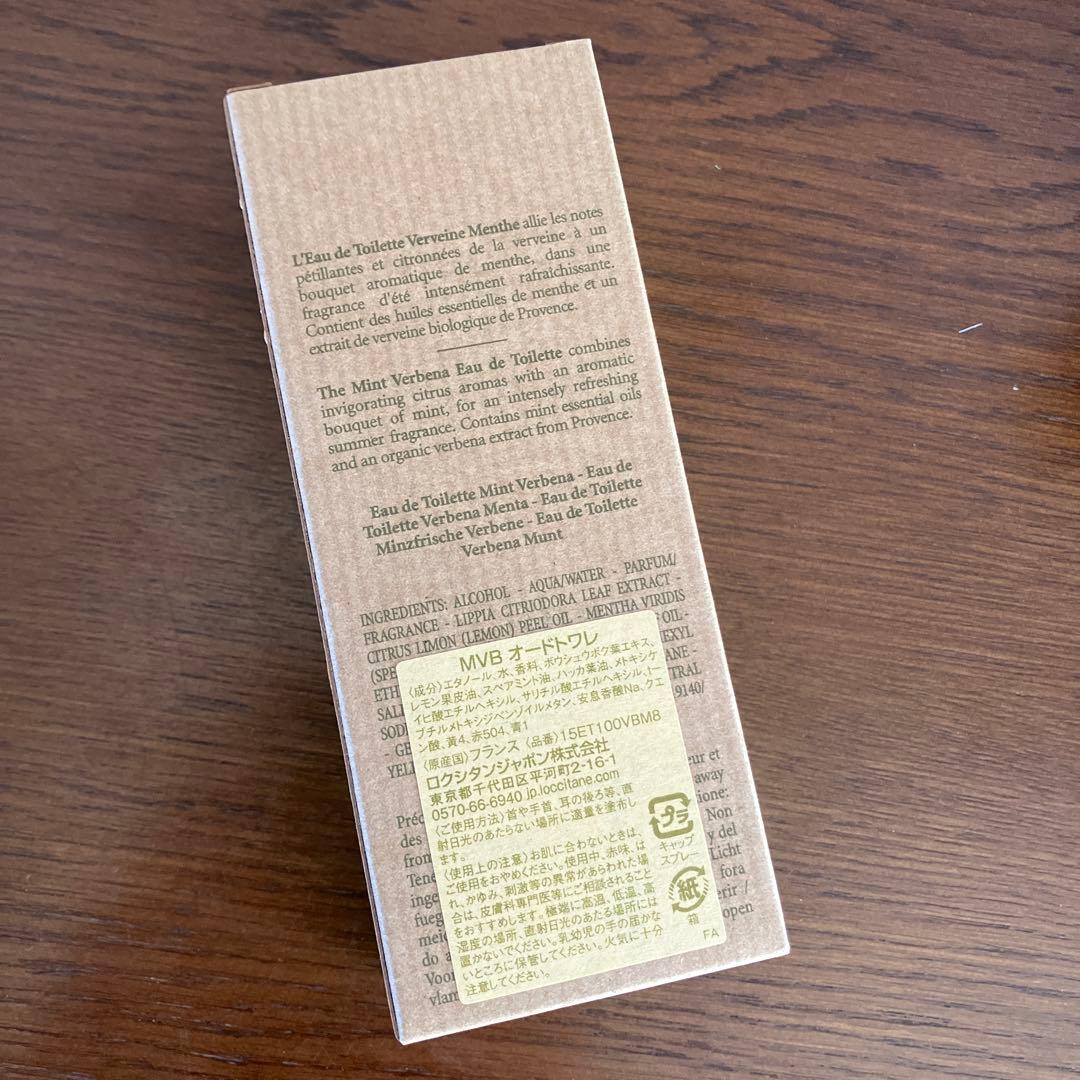 L'Eau de Toilette Verveine Menthe allie les notes
pétillantes et citronnées de la verveine à un
bouquet aromatique de menthe, dans une
fragrance d'été intensément rafraîchissante.
Contient des huiles essentielles de menthe et un
extrait de verveine biologique de Provence.
The Mint Verbena Eau de Toilette combines
invigorating citrus aromas with an aromatic
bouquet of mint, for an intensely refreshing
summer fragrance. Contains mint essential oils
and an organic verbena extract from Provence.
Eau de Toilette Mint Verbena - Eau de
Toilette Verbena Menta - Eau de Toilette
Minzfrische Verbene - Eau de Toilette
Verbena Munt
INGREDIENTS: ALCOHOL - AQUA/WATER - PARFUM/
FRAGRANCE - LIPPIA CITRIODORA LEAF EXTRACT -
CITRUS LIMON (LEMON) PEEL OIL - MENTHA VIRIDIS
OIL -
9140/
MVB オードトワレ
〈成分〉エタノール、水、香料、ボウシュウボク葉エキス、
レモン果皮油、スペアミント油、ハッカ葉油、メトキシケ
イヒ酸エチルヘキシル、サリチル酸エチルヘキシル、t-
ブチルメトキシジベンゾイルメタン、安息香酸Na、クエ
ン酸、黄4、赤504、青1
〈原産国〉フランス 〈品番〉15ET100VBM8
ロクシタンジャポン株式会社
東京都千代田区平河町2-16-1
0570-66-6940 jp.loccitane.com
〈ご使用方法〉首や手首、耳の後ろ等、直
射日光のあたらない場所に適量を塗布し
ます。
〈使用上の注意〉お肌に合わないときは、
ご使用をおやめください。使用中、赤味、は
れ、かゆみ、刺激等の異常があらわれた場
合は、皮膚科専門医等にご相談されること
をおすすめします。極端に高温、低温、高
湿度の場所、直射日光のあたる場所には
置かないでください。乳幼児の手の届かな
いところに保管してください。火気に十分
注意してください。
プラ
キャップ
スプレー
紙
箱
FA
eur et
away
Non
del
Licht
fora
open